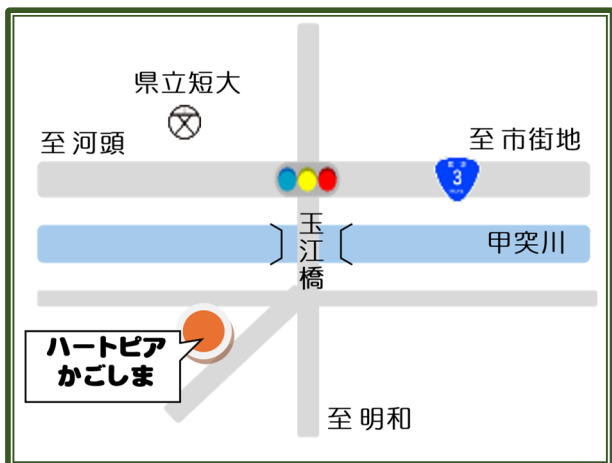 県立短大
至 河頭
至 市街地
3
玉江橋
甲突川
ハートピア
かごしま
至 明和